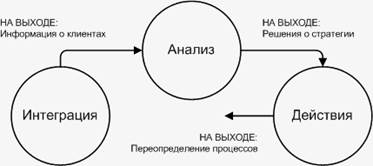 НА ВЫХОДЕ:
Информация о клиентах
Анализ
НА ВЫХОДЕ:
Решения о стратегии
Интеграция
Действия
НА ВЫХОДЕ:
Переопределение процессов